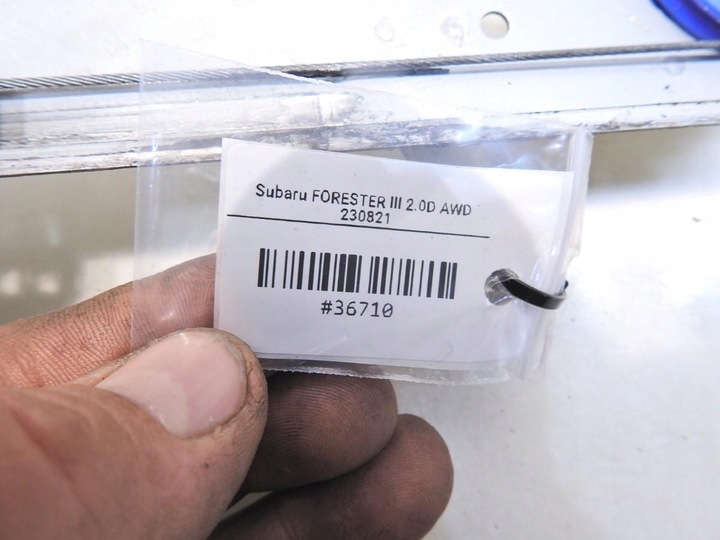 Subaru FORESTER III 2.0D AWD
230821
#36710